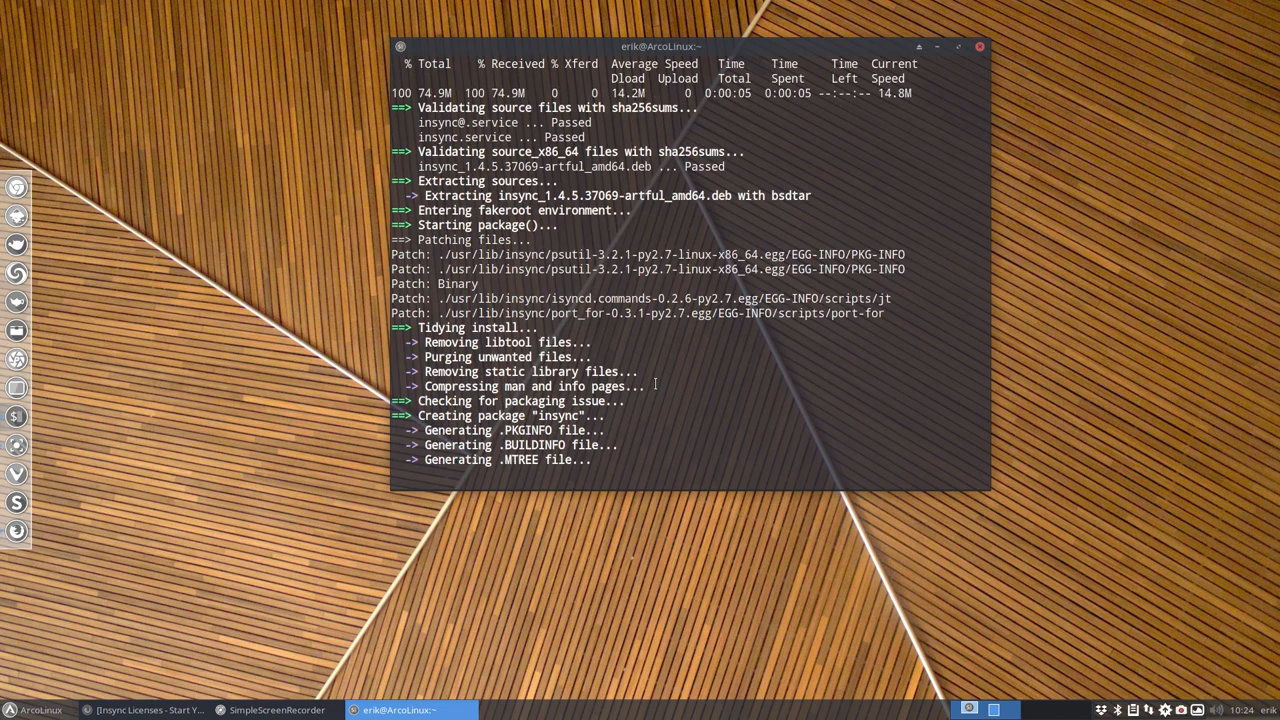 erik@ArcoLinux:~
% Total % Received % Xferd Average Speed Time Time Time Current
Dload Upload Total Spent Left Speed
100 74.9M 100 74.9M 0 0 14.2M 0 0:00:05 0:00:05 --:--:-- 14.8M
==> Validating source files with sha256sums...
insync@.service ... Passed
insync.service ... Passed
==> Validating source_x86_64 files with sha256sums...
insync_1.4.5.37069-artful_amd64.deb ... Passed
==> Extracting sources...
-> Extracting insync_1.4.5.37069-artful_amd64.deb with bsdtar
==> Entering fakeroot environment...
==> Starting package()...
==> Patching files...
Patch: ./usr/lib/insync/psutil-3.2.1-py2.7-linux-x86_64.egg/EGG-INFO/PKG-INFO
Patch: ./usr/lib/insync/psutil-3.2.1-py2.7-linux-x86_64.egg/EGG-INFO/PKG-INFO
Patch: Binary
Patch: ./usr/lib/insync/isyncd.commands-0.2.6-py2.7.egg/EGG-INFO/scripts/jt
Patch: ./usr/lib/insync/port_for-0.3.1-py2.7.egg/EGG-INFO/scripts/port-for
==> Tidying install...
-> Removing libtool files...
-> Purging unwanted files...
-> Removing static library files...
-> Compressing man and info pages...
==> Checking for packaging issue...
==> Creating package "insync"...
-> Generating .PKGINFO file...
-> Generating .BUILDINFO file...
-> Generating .MTREE file...
ArcoLinux [Insync Licenses - Start Y... SimpleScreenRecorder erik@ArcoLinux:~ 10:24 erik